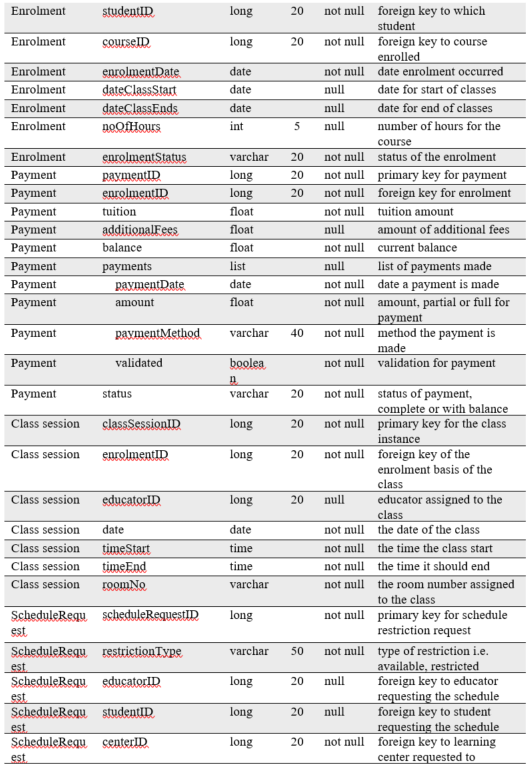 Enrolment studentID long 20 not null foreign key to which
student
Enrolment courseID long 20 not null foreign key to course
enrolled
Enrolment enrolmentDate date not null date enrolment occurred
Enrolment dateClassStart date null date for start of classes
Enrolment dateClassEnds date null date for end of classes
Enrolment noOfHours int 5 null number of hours for the
course
Enrolment enrolmentStatus varchar 20 not null status of the enrolment
Payment paymentID long 20 not null primary key for payment
Payment enrolmentID long 20 not null foreign key for enrolment
Payment tuition float not null tuition amount
Payment additionalFees float null amount of additional fees
Payment balance float not null current balance
Payment payments list null list of payments made
Payment paymentDate date not null date a payment is made
Payment amount float not null amount, partial or full for
payment
Payment paymentMethod varchar 40 not null method the payment is
made
Payment validated boolea not null validation for payment
n
Payment status varchar 20 not null status of payment,
complete or with balance
Class session classSessionID long 20 not null primary key for the class
instance
Class session enrolmentID long 20 not null foreign key of the
enrolment basis of the
class
Class session educatorID long 20 null educator assigned to the
class
Class session date date not null the date of the class
Class session timeStart time not null the time the class start
Class session timeEnd time not null the time it should end
Class session roomNo varchar not null the room number assigned
to the class
ScheduleRequ scheduleRequestID long not null primary key for schedule
est restriction request
ScheduleRequ restrictionType varchar 50 not null type of restriction i.e.
est available, restricted
ScheduleRequ educatorID long 20 null foreign key to educator
est requesting the schedule
ScheduleRequ studentID long 20 null foreign key to student
est requesting the schedule
ScheduleRequ centerID long 20 not null foreign key to learning
est center requested to